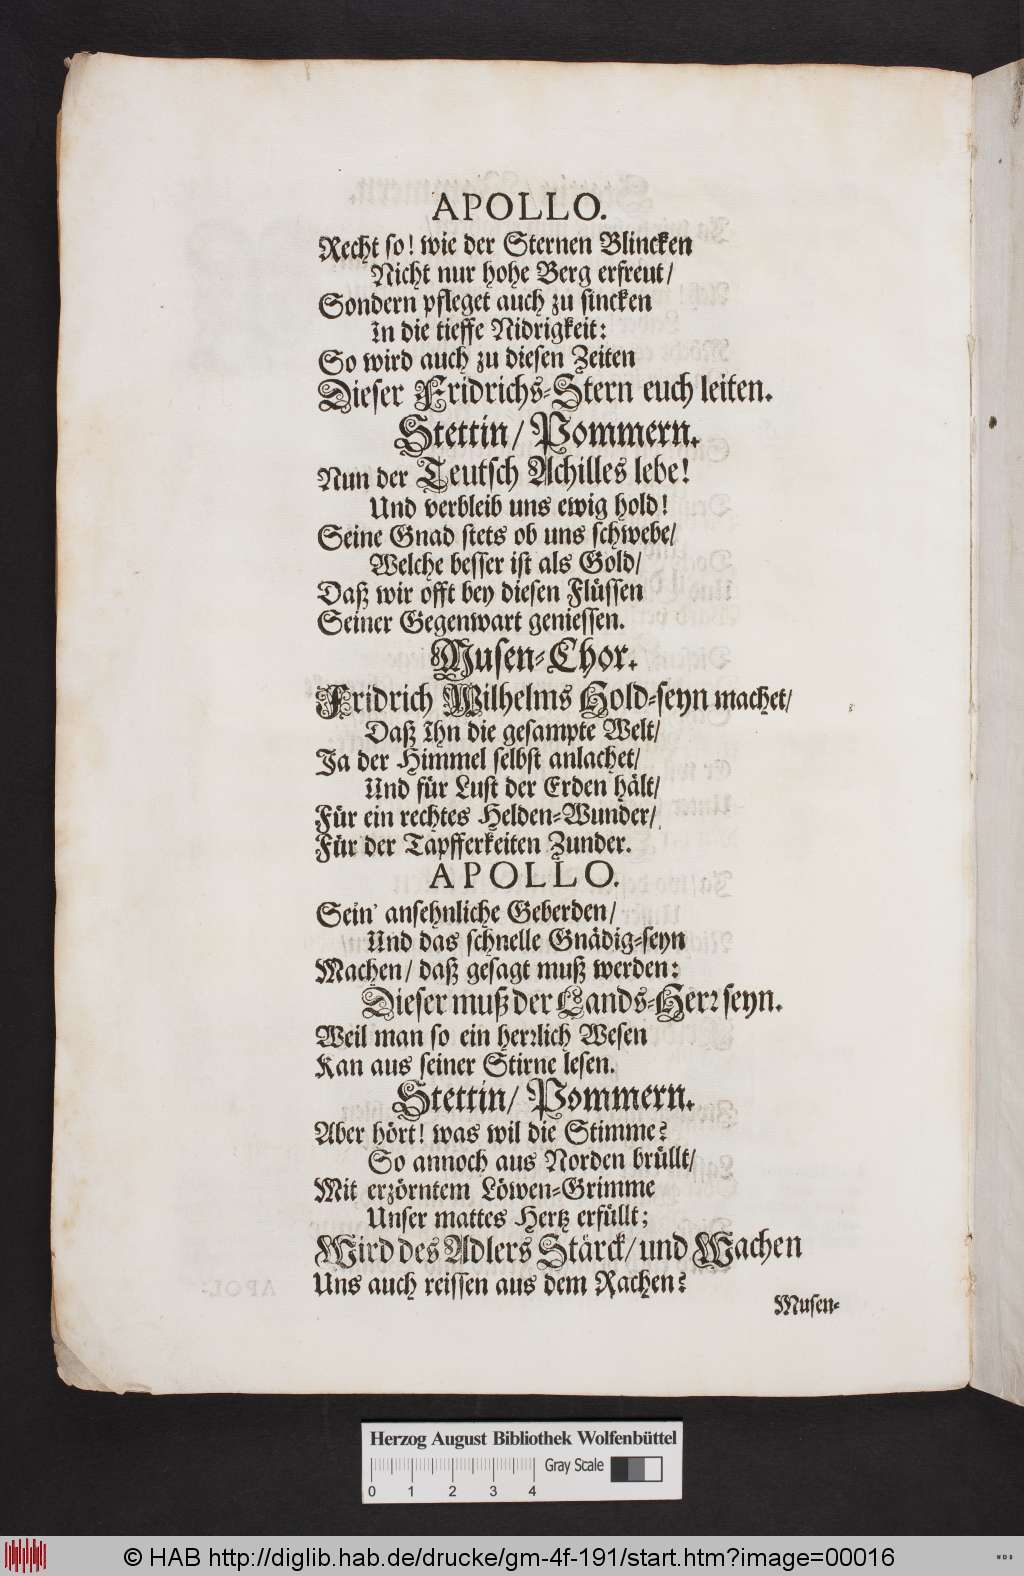 APOLLO.
Recht so! wie der Sternen Blincken
Nicht nur hohe Berg erfreut/
Sondern pfleget auch zu sincken
In die tieffe Nidrigkeit:
So wird auch zu diesen Zeiten
Dieser Fridrichs-Stern euch leiten.
Stettin/ Pommern.
Nun der Teutsch Achilles lebe!
Und verbleib uns ewig hold!
Seine Gnad stets ob uns schwebe/
Welche besser ist als Gold/
Daß wir offt bey diesen Flüssen
Seiner Gegenwart geniessen.
Musen-Chor.
Fridrich Wilhelms Hold-seyn machet/
Daß Ihn die gesampte Welt/
Ja der Himmel selbst anlachet/
Und für Lust der Erden hält/
Für ein rechtes Helden-Wunder/
Für der Tapfferkeiten Zunder.
APOLLO.
Sein' ansehnliche Geberden/
Und das schnelle Gnädig-seyn
Machen/ daß gesagt muß werden:
Dieser muß der Lands-Herr seyn.
Weil man so ein herrlich Wesen
Kan aus seiner Stirne lesen.
Stettin/ Pommern.
Aber hört! was wil die Stimme?
So annoch aus Norden brüllt/
Mit erzörntem Löwen-Grimme
Unser mattes Hertz erfüllt;
Wird des Adlers Stärck/ und Wachen
Uns auch reissen aus dem Rachen?
Musen-
Herzog August Bibliothek Wolfenbüttel
Gray Scale
0 1 2 3 4
© HAB http://diglib.hab.de/drucke/gm-4f-191/start.htm?image=00016